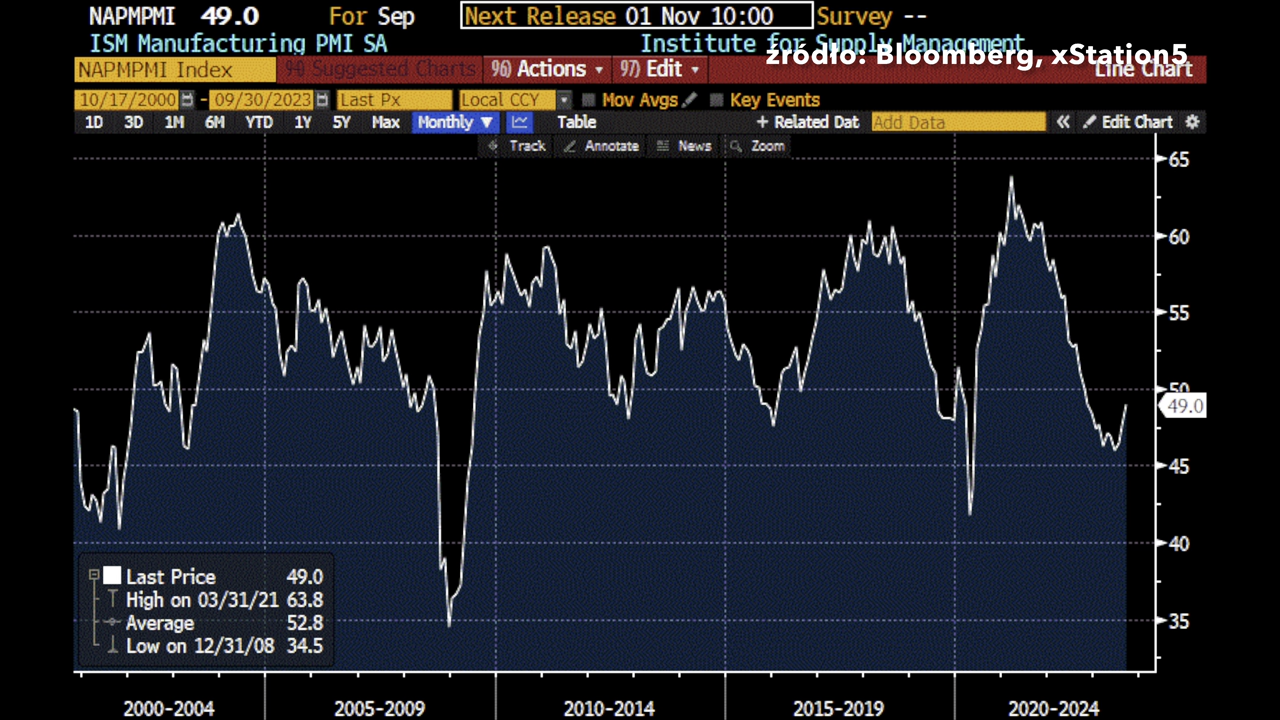 NAPMPMI 49.0 For Sep Next Release 01 Nov 10:00 Survey --
ISM Manufacturing PMI SA Institute for Supply Management
źródło: Bloomberg, xStation5
NAPMPMI Index 90 Suggested Charts 96) Actions 97) Edit Line Chart
10/17/2000 - 09/30/2023 Last Px Local CCY Mov Avgs Key Events
1D 3D 1M 6M YTD 1Y 5Y Max Monthly ▼ Table + Related Dat Add Data « Edit Chart
Track Annotate News Zoom
65
60
55
50
49.0
45
40
35
Last Price 49.0
High on 03/31/21 63.8
Average 52.8
Low on 12/31/08 34.5
2000-2004 2005-2009 2010-2014 2015-2019 2020-2024